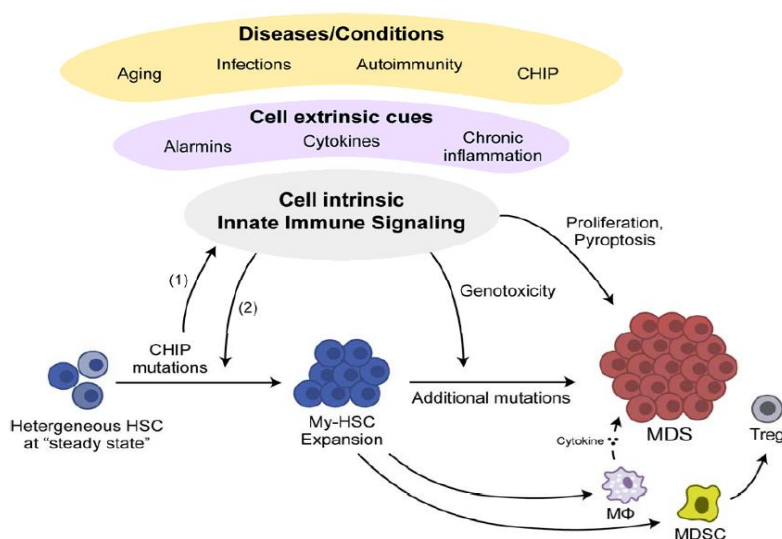 Diseases/Conditions
Aging
Infections
Autoimmunity
CHIP
Cell extrinsic cues
Alarmins
Cytokines
Chronic
inflammation
Cell intrinsic
Innate Immune Signaling
Proliferation,
Pyroptosis
(1)
(2)
Genotoxicity
CHIP
mutations
Hetergeneous HSC
at "steady state"
My-HSC
Expansion
Additional mutations
MDS
Treg
Cytokine
MΦ
MDSC